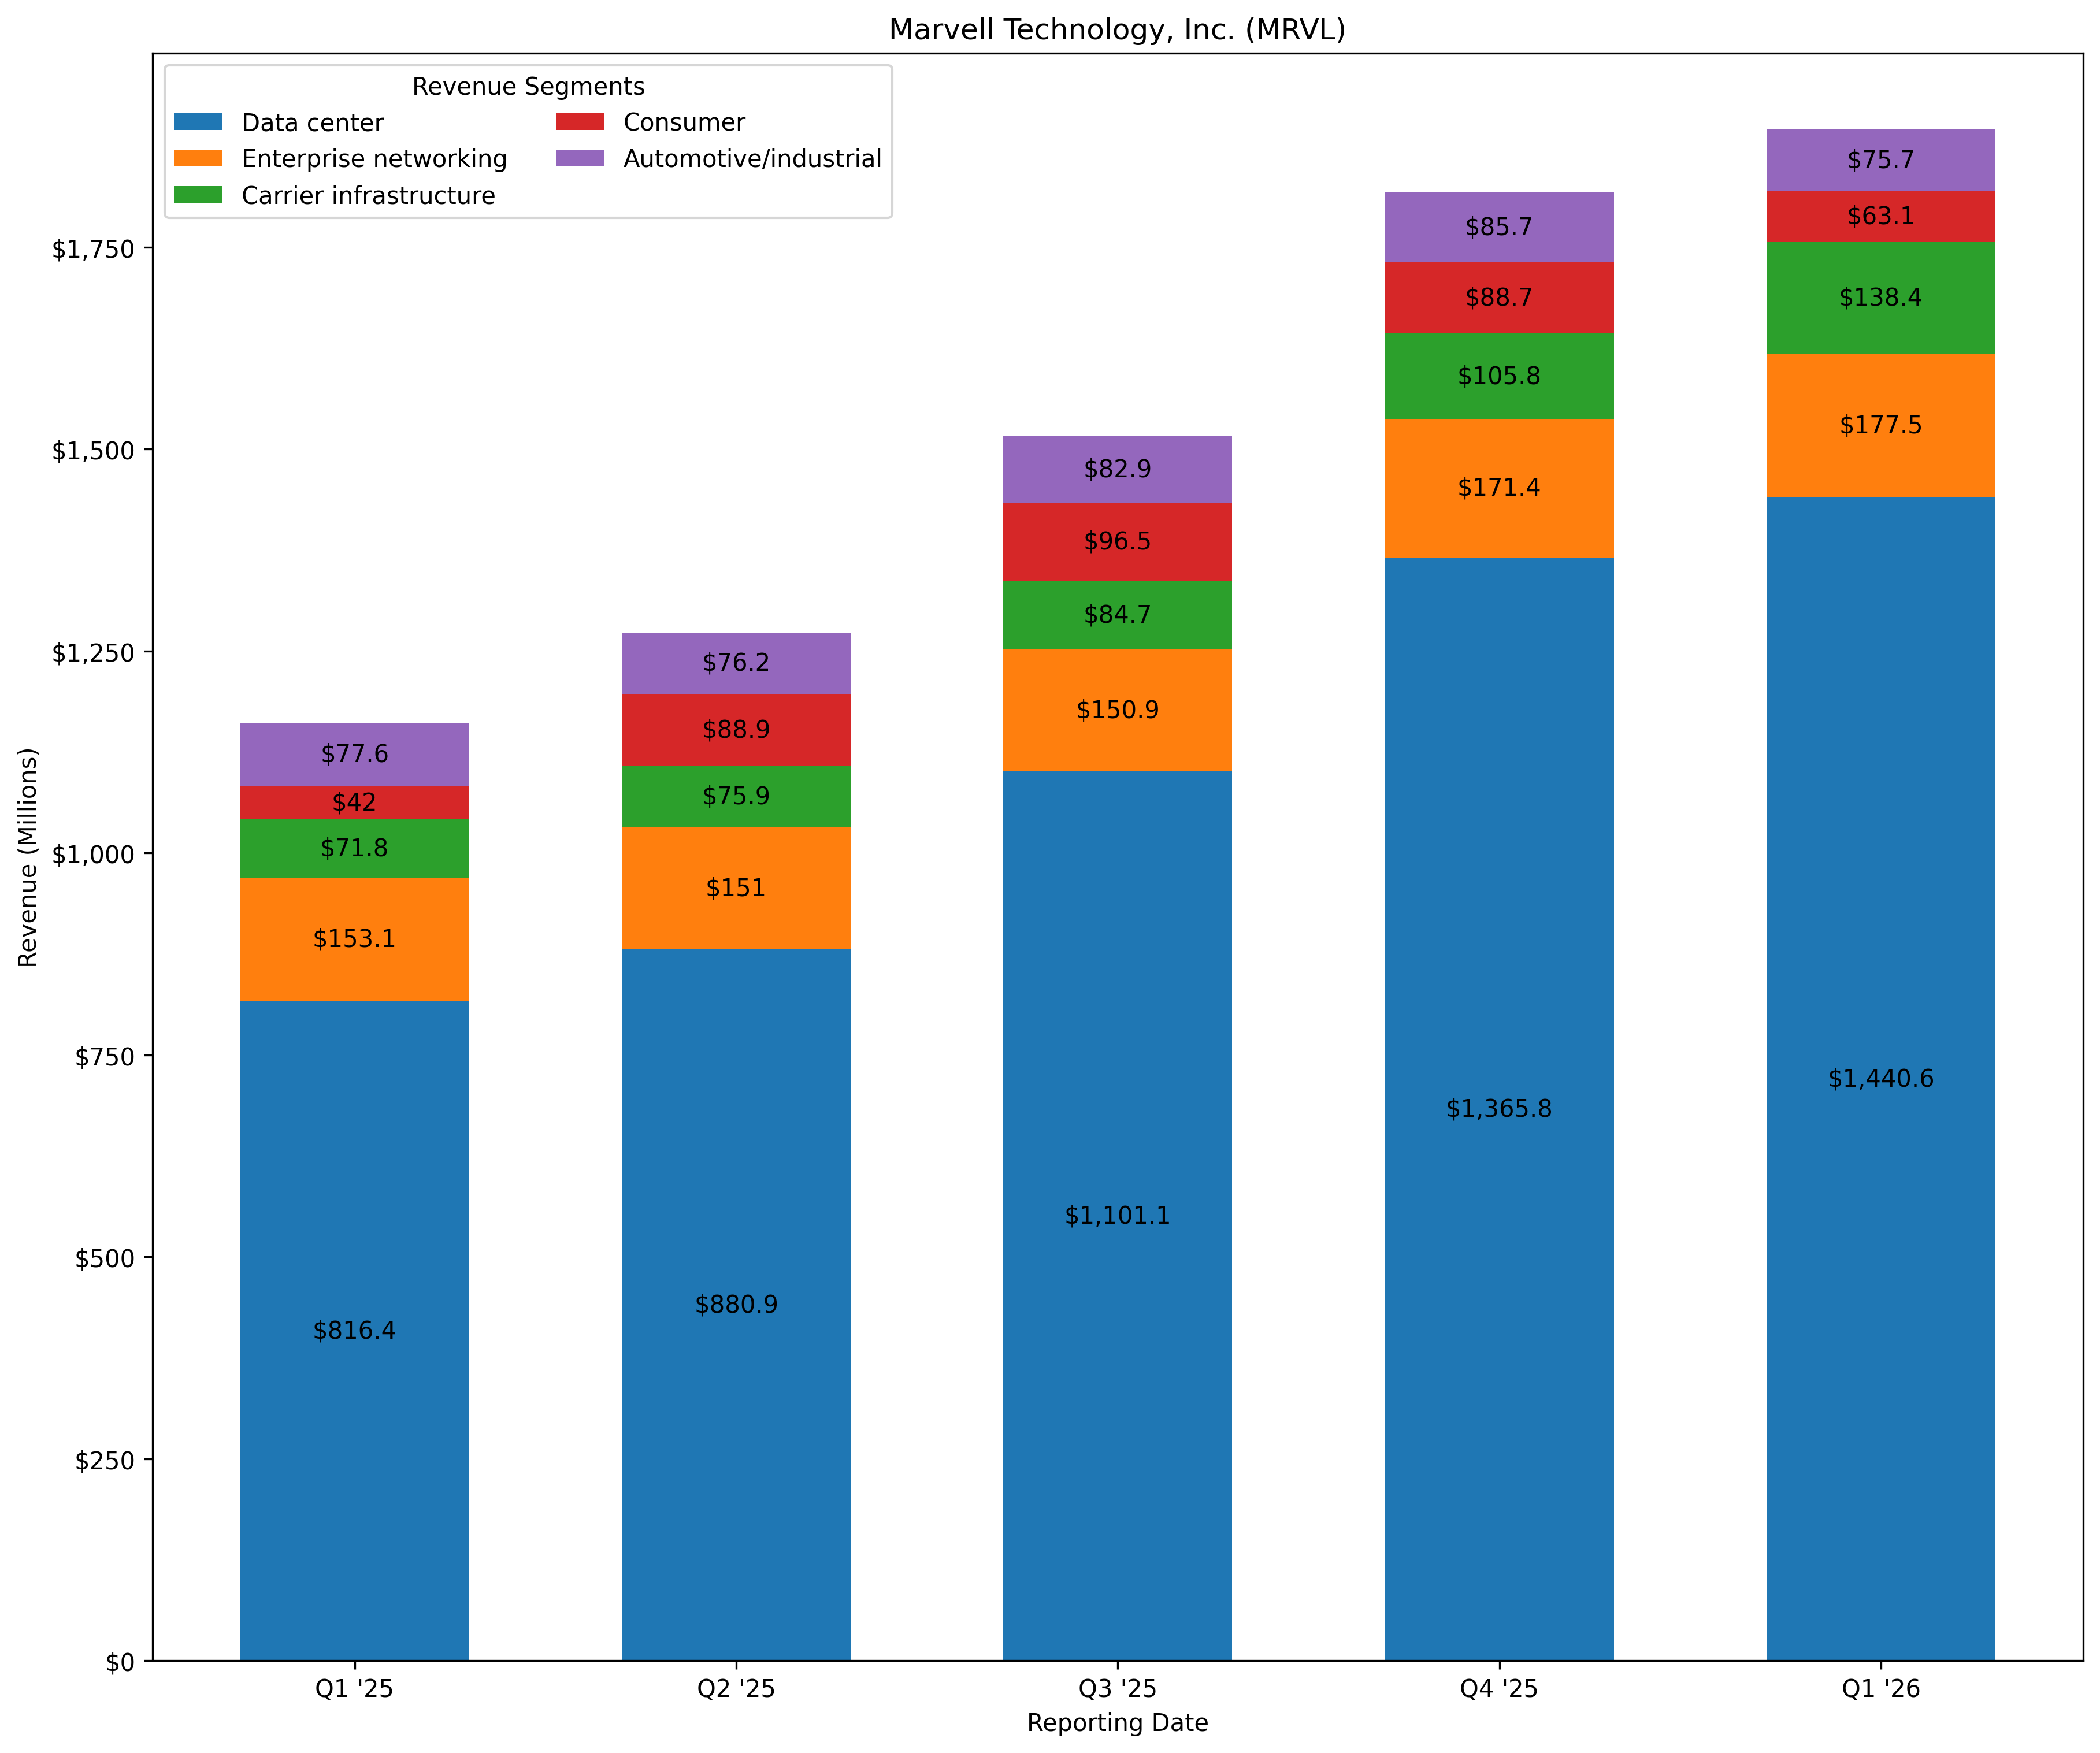 Marvell Technology, Inc. (MRVL)
Revenue Segments
Data center
Enterprise networking
Carrier infrastructure
Consumer
Automotive/industrial
Revenue (Millions)
$1,750
$1,500
$1,250
$1,000
$750
$500
$250
$0
$77.6
$42
$71.8
$153.1
$816.4
$76.2
$88.9
$75.9
$151
$880.9
$82.9
$96.5
$84.7
$150.9
$1,101.1
$85.7
$88.7
$105.8
$171.4
$1,365.8
$75.7
$63.1
$138.4
$177.5
$1,440.6
Q1 '25
Q2 '25
Q3 '25
Q4 '25
Q1 '26
Reporting Date